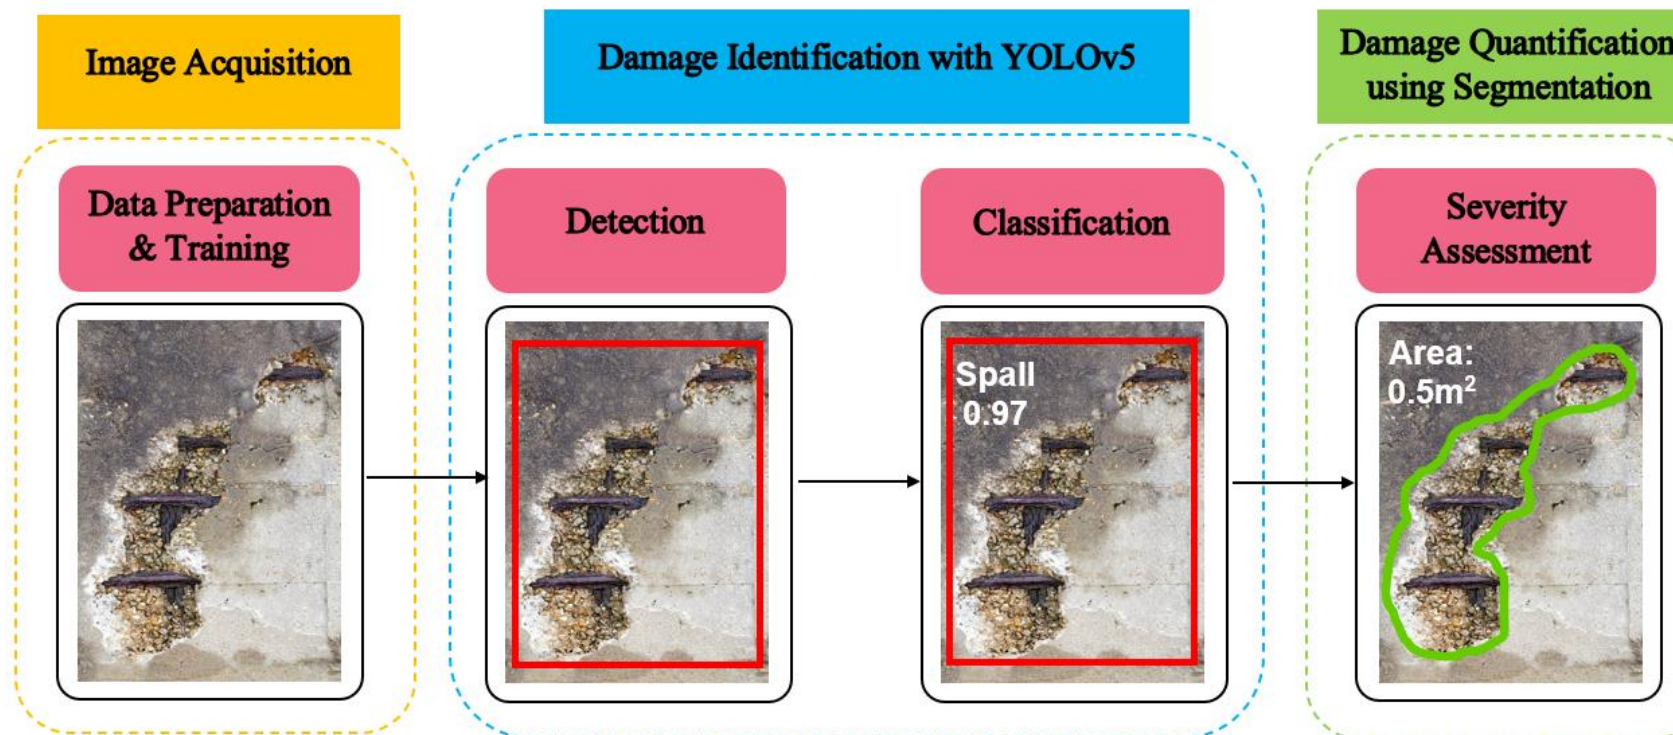 Image Acquisition
Damage Identification with YOLOv5
Damage Quantification
using Segmentation
Data Preparation
& Training
Detection
Classification
Severity
Assessment
Spall
0.97
Area:
0.5m²